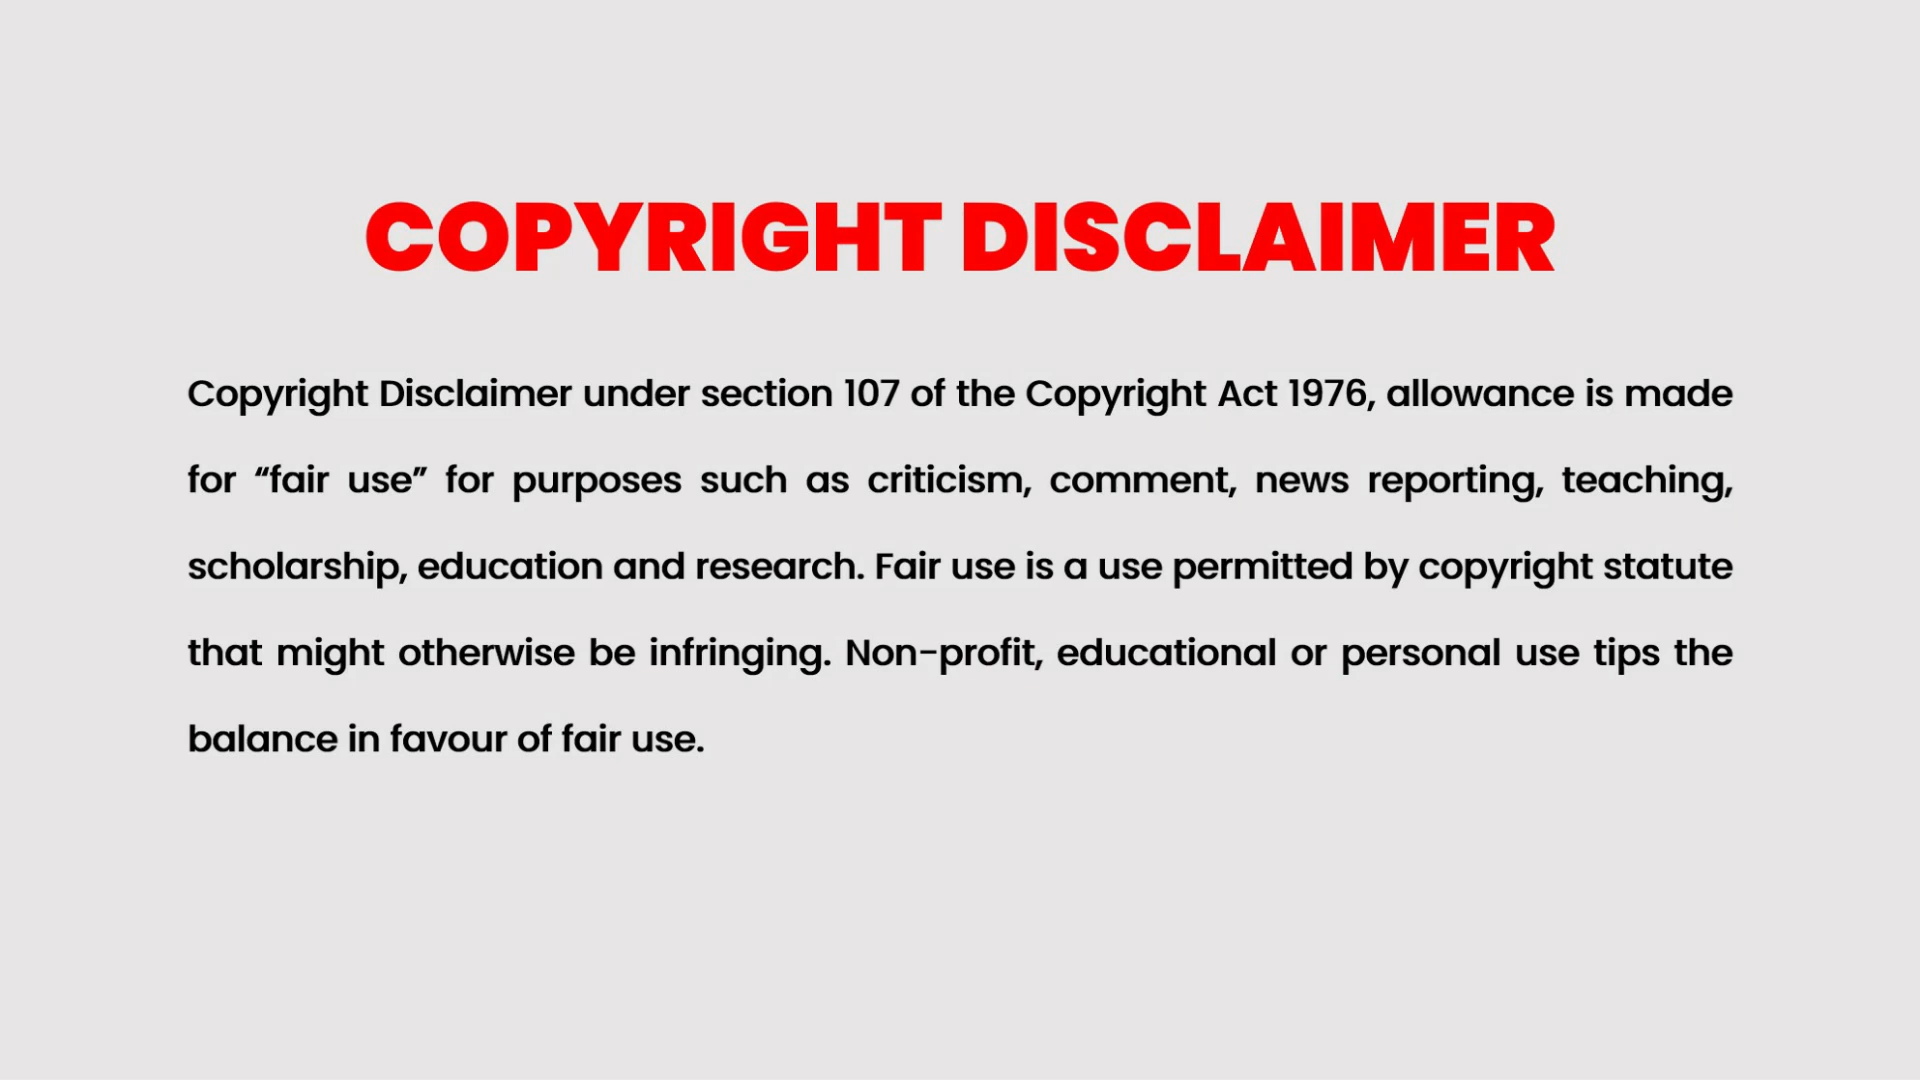 COPYRIGHT DISCLAIMER
Copyright Disclaimer under section 107 of the Copyright Act 1976, allowance is made
for “fair use” for purposes such as criticism, comment, news reporting, teaching,
scholarship, education and research. Fair use is a use permitted by copyright statute
that might otherwise be infringing. Non-profit, educational or personal use tips the
balance in favour of fair use.